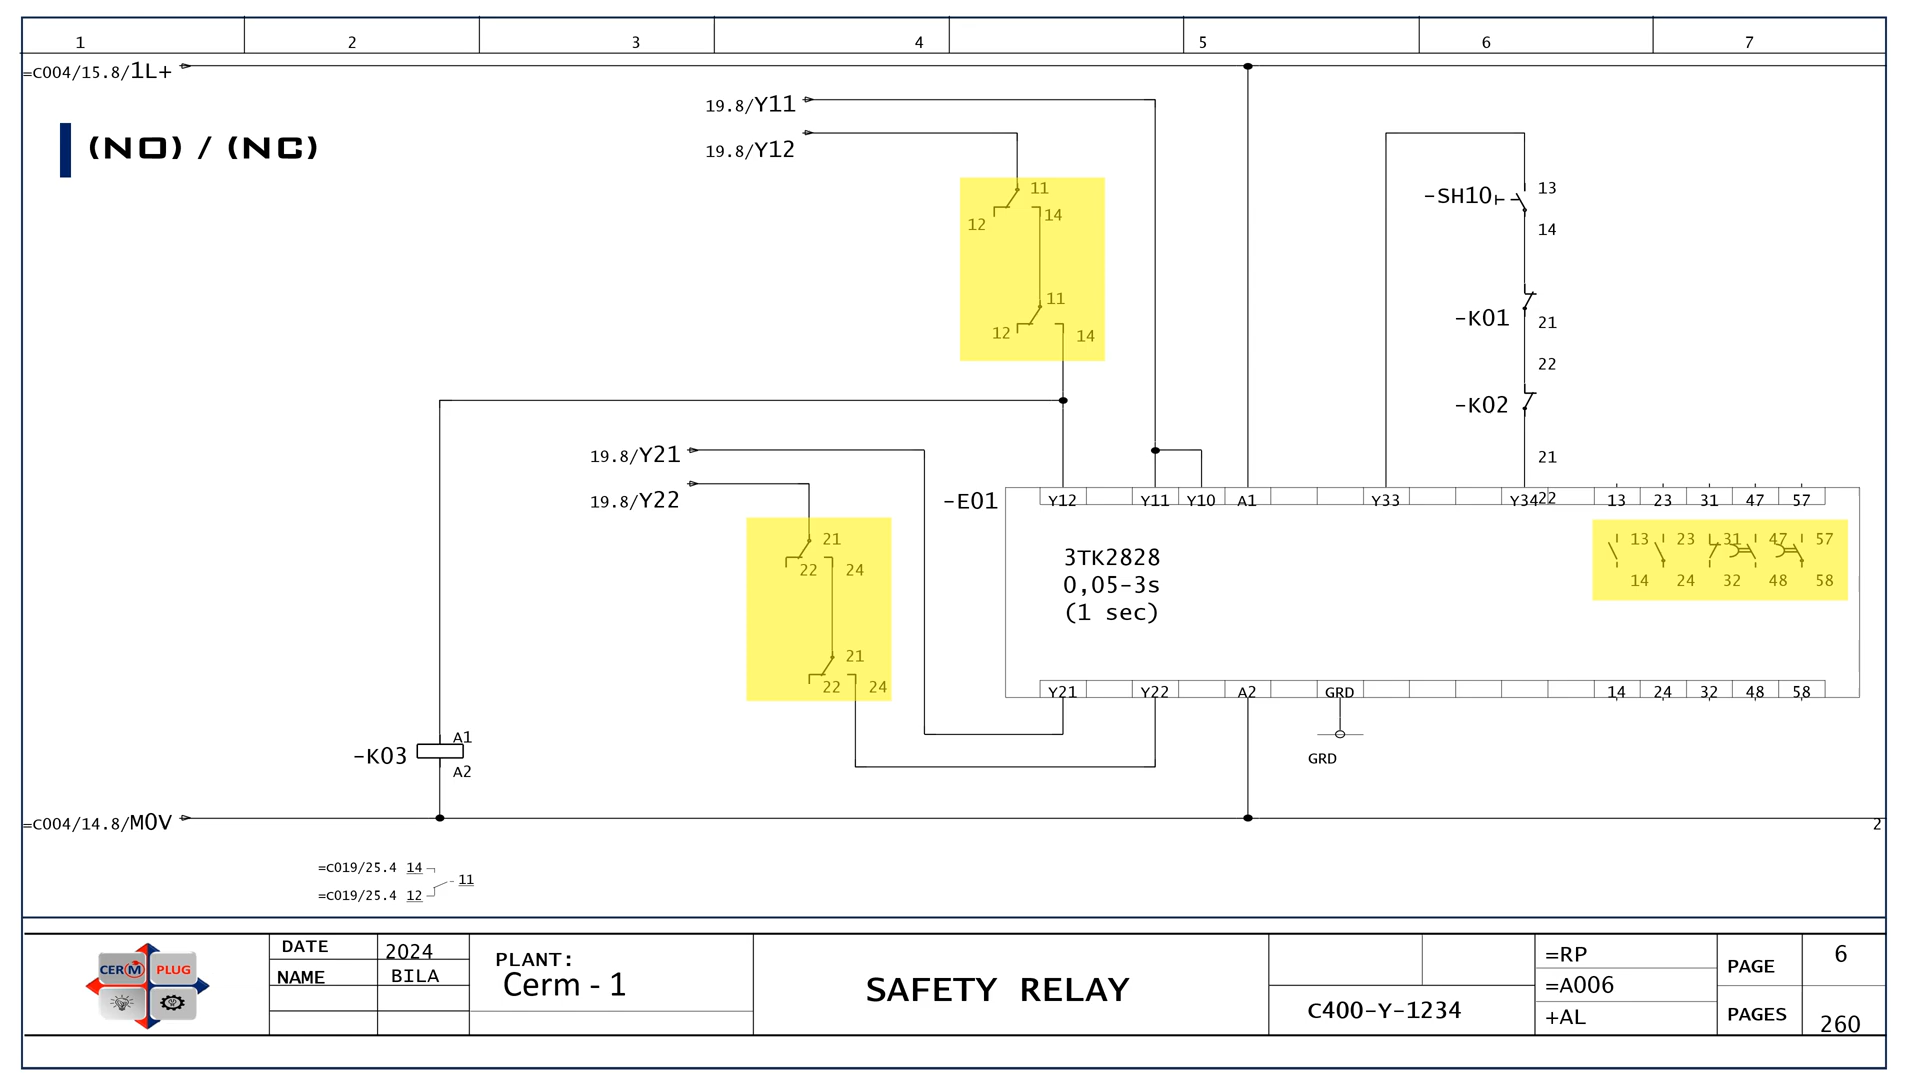 1 2 3 4 5 6 7
=C004/15.8/1L+
19.8/Y11
(NO) / (NC)
19.8/Y12
11
12 14
-SH10 13
14
11
12 14
-K01 21
22
-K02
21
22
19.8/Y21
19.8/Y22
-E01
Y12 Y11 Y10 A1 Y33 Y34 13 23 31 47 57
21
22 24
13 23 31 47 57
14 24 32 48 58
3TK2828
0,05-3s
(1 sec)
21
22 24
Y21 Y22 A2 GRD 14 24 32 48 58
GRD
-K03 A1
A2
=C004/14.8/M0V
2
=C019/25.4 14
11
=C019/25.4 12
CERM PLUG
DATE 2024
NAME BILA
PLANT:
Cerm - 1
SAFETY RELAY
C400-Y-1234
=RP
=A006
+AL
PAGE 6
PAGES 260